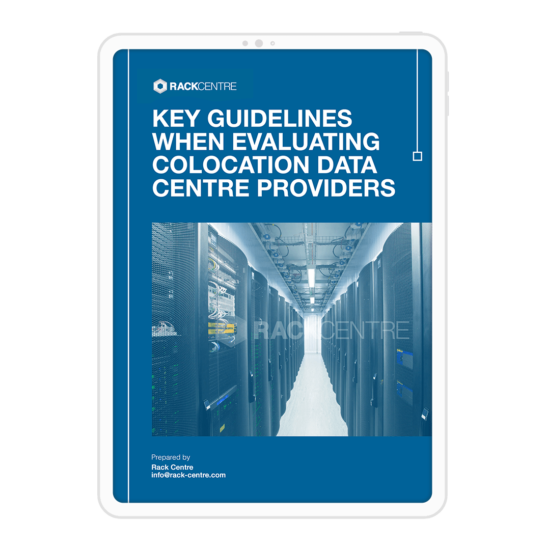 RACKCENTRE
KEY GUIDELINES
WHEN EVALUATING
COLOCATION DATA
CENTRE PROVIDERS
RACKCENTRE
Prepared by
Rack Centre
info@rack-centre.com